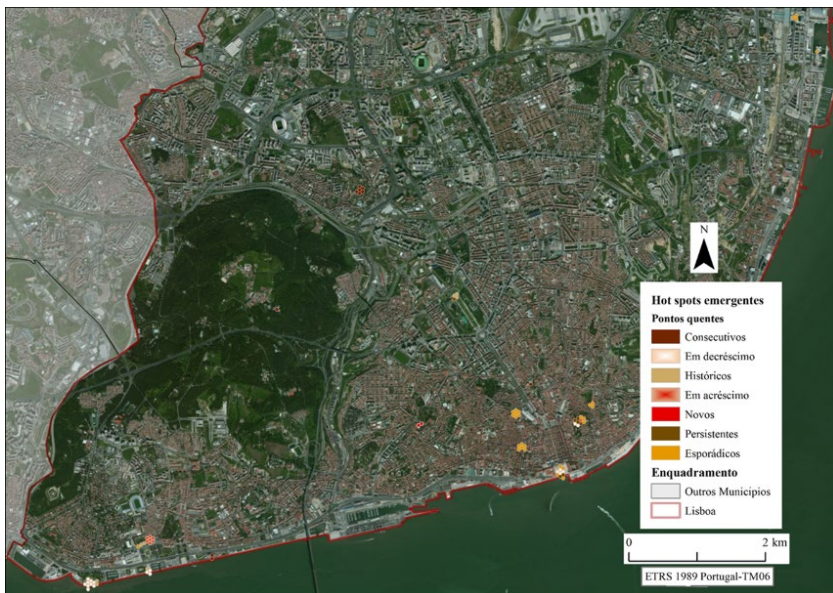 N
Hot spots emergentes
Pontos quentes
Consecutivos
Em decréscimo
Históricos
Em acréscimo
Novos
Persistentes
Esporádicos
Enquadramento
Outros Municípios
Lisboa
0 2 km
ETRS 1989 Portugal-TM06